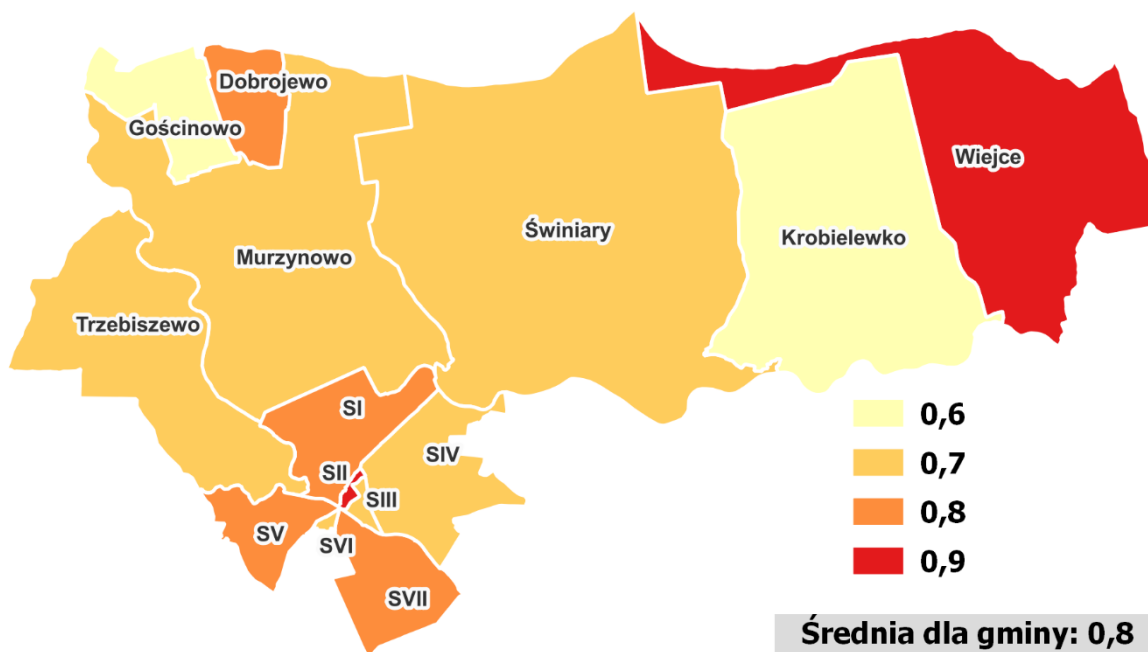 Dobrojewo
Gościnowo
Wiejce
Świniary
Krobielewko
Murzynowo
Trzebiszewo
SI
SIV
SII
SIII
SV
SVI
SVII
0,6
0,7
0,8
0,9
Średnia dla gminy: 0,8